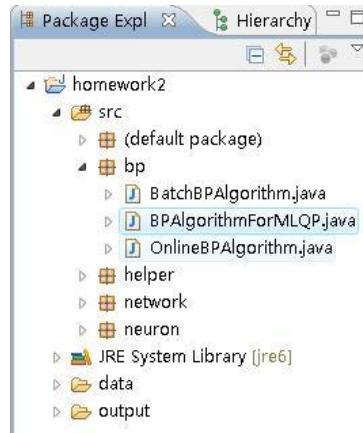 Package Expl Hierarchy
homework2
src
(default package)
bp
BatchBPAlgorithm.java
BPAlgorithmForMLQP.java
OnlineBPAlgorithm.java
helper
network
neuron
JRE System Library [jre6]
data
output